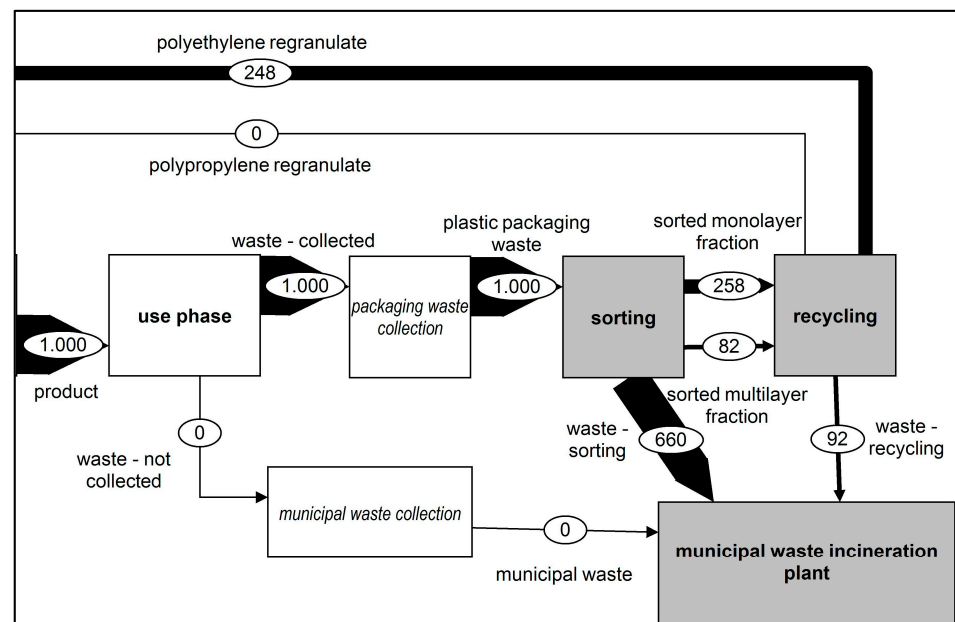 polyethylene regranulate
248
0
polypropylene regranulate
waste - collected
plastic packaging
waste
sorted monolayer
fraction
1.000
use phase
1.000
packaging waste
collection
1.000
sorting
258
82
recycling
1.000
product
sorted multilayer
fraction
0
waste - not
collected
waste -
sorting
660
92
waste -
recycling
municipal waste collection
0
municipal waste
municipal waste incineration
plant